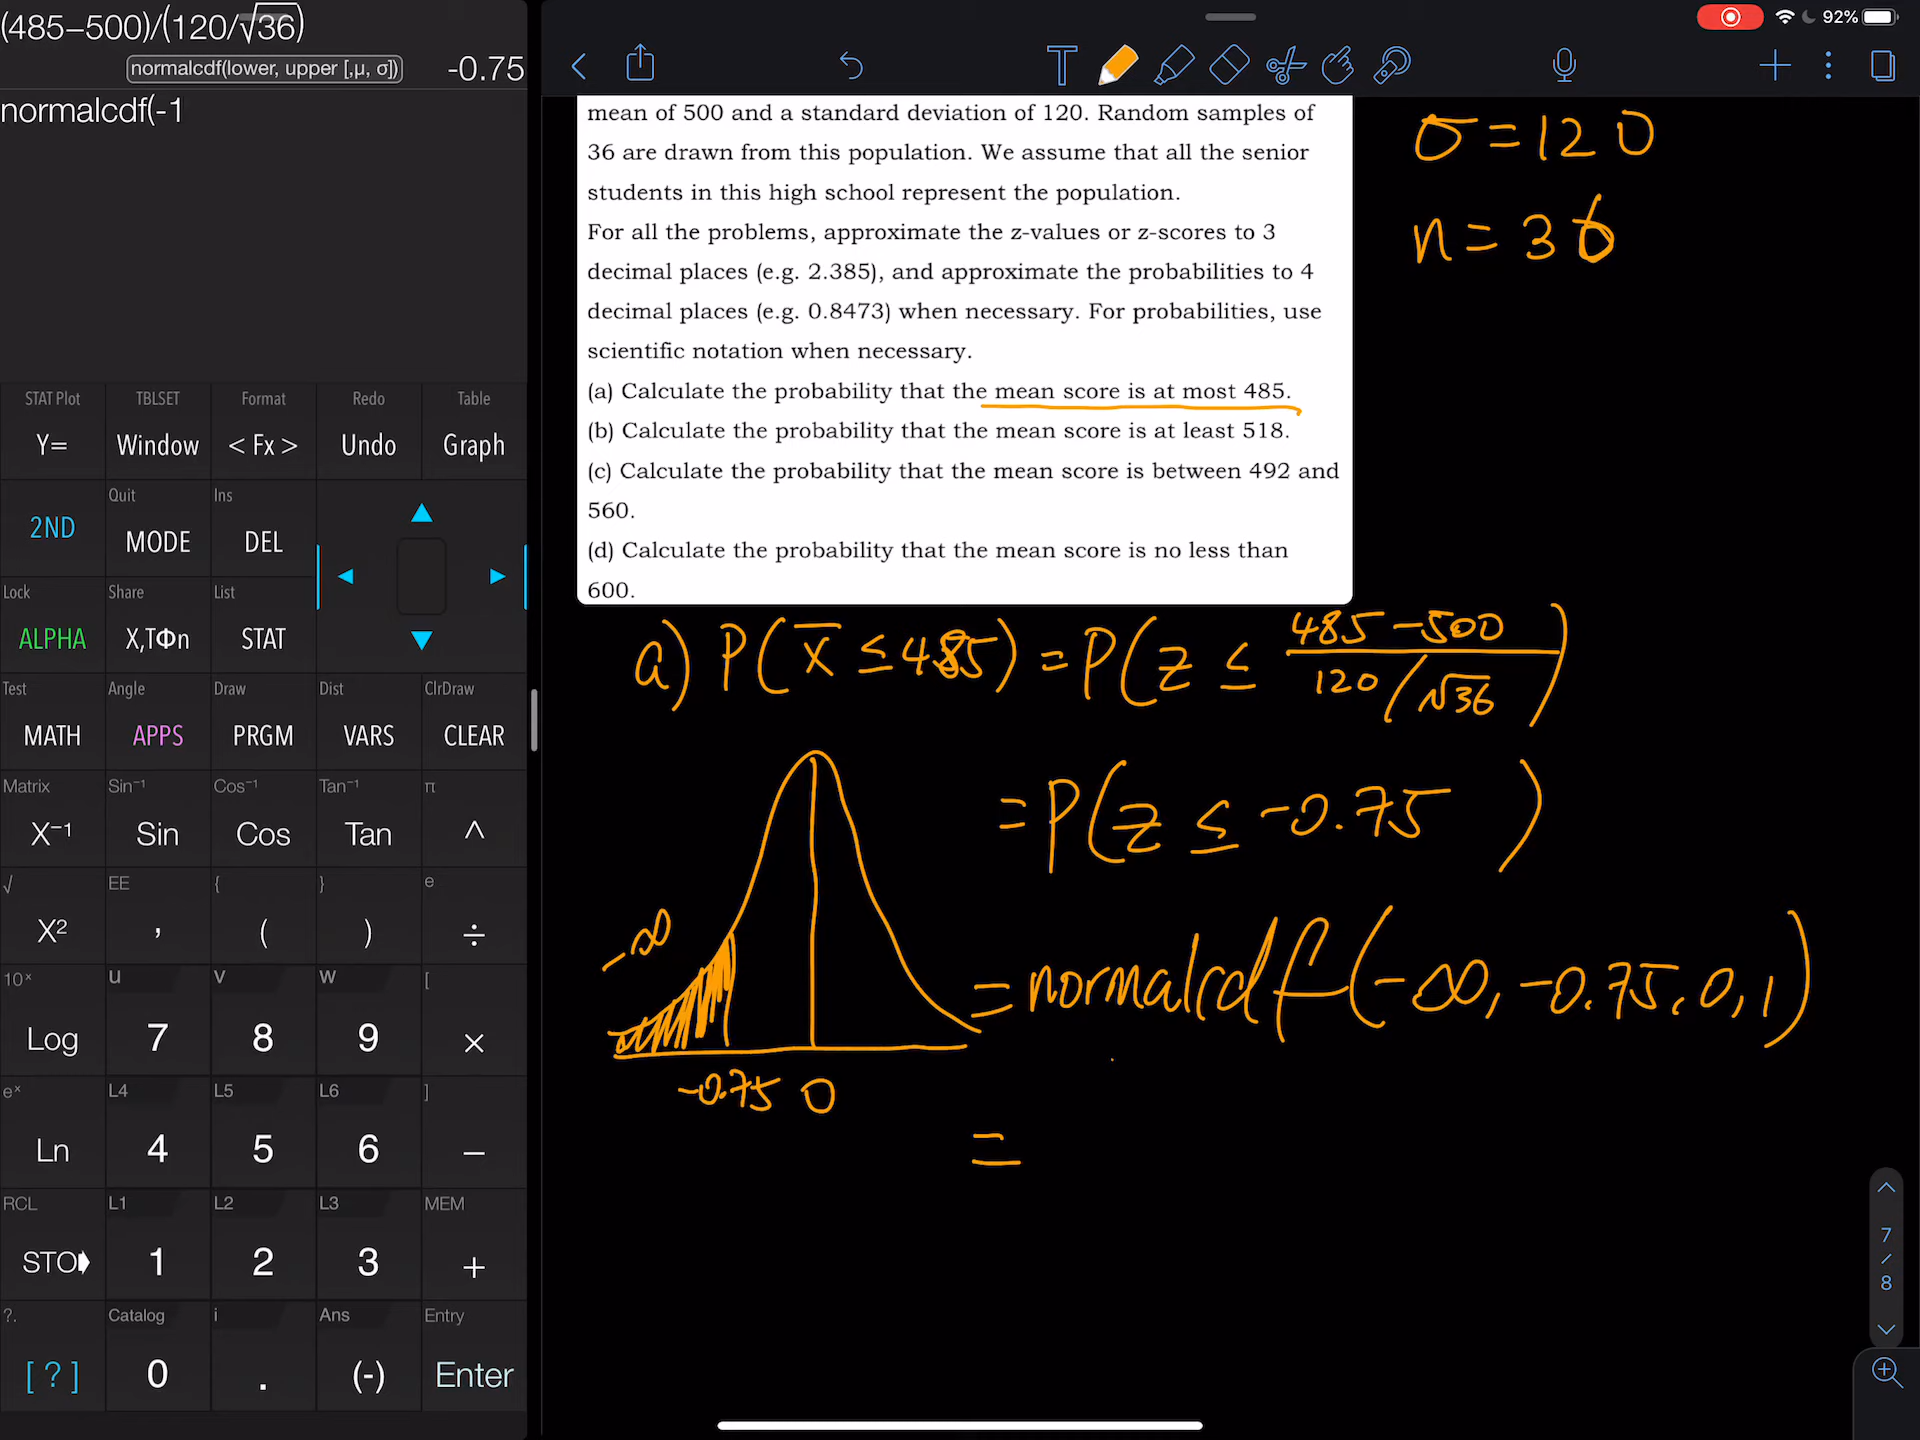 (485−500)/(120/√36)
normalcdf(lower, upper [,μ, σ])
-0.75
normalcdf(-1
STAT Plot TBLSET Format Redo Table
Y= Window < Fx > Undo Graph
Quit Ins
2ND MODE DEL
Lock Share List
ALPHA X,TΦn STAT
Test Angle Draw Dist ClrDraw
MATH APPS PRGM VARS CLEAR
Matrix Sin⁻¹ Cos⁻¹ Tan⁻¹ π
X⁻¹ Sin Cos Tan ^
√ EE { } e
X² , ( ) ÷
10ˣ u v w [
Log 7 8 9 ×
eˣ L4 L5 L6 ]
Ln 4 5 6 −
RCL L1 L2 L3 MEM
STO 1 2 3 +
?. Catalog i Ans Entry
[ ? ] 0 . (-) Enter
92%
T
mean of 500 and a standard deviation of 120. Random samples of
36 are drawn from this population. We assume that all the senior
students in this high school represent the population.
For all the problems, approximate the z-values or z-scores to 3
decimal places (e.g. 2.385), and approximate the probabilities to 4
decimal places (e.g. 0.8473) when necessary. For probabilities, use
scientific notation when necessary.
(a) Calculate the probability that the mean score is at most 485.
(b) Calculate the probability that the mean score is at least 518.
(c) Calculate the probability that the mean score is between 492 and
560.
(d) Calculate the probability that the mean score is no less than
600.
σ = 120
n = 36
a) P(x̄ ≤ 485) = P(z ≤ (485 − 500)/(120/√36))
= P(z ≤ -0.75 )
-∞
= normalcdf(-∞, -0.75, 0, 1)
-0.75 0
=
7
/
8